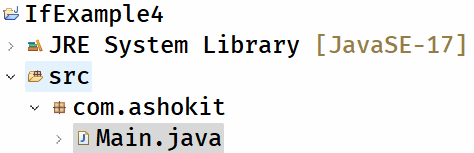 IfExample4
JRE System Library [JavaSE-17]
src
com.ashokit
Main.java